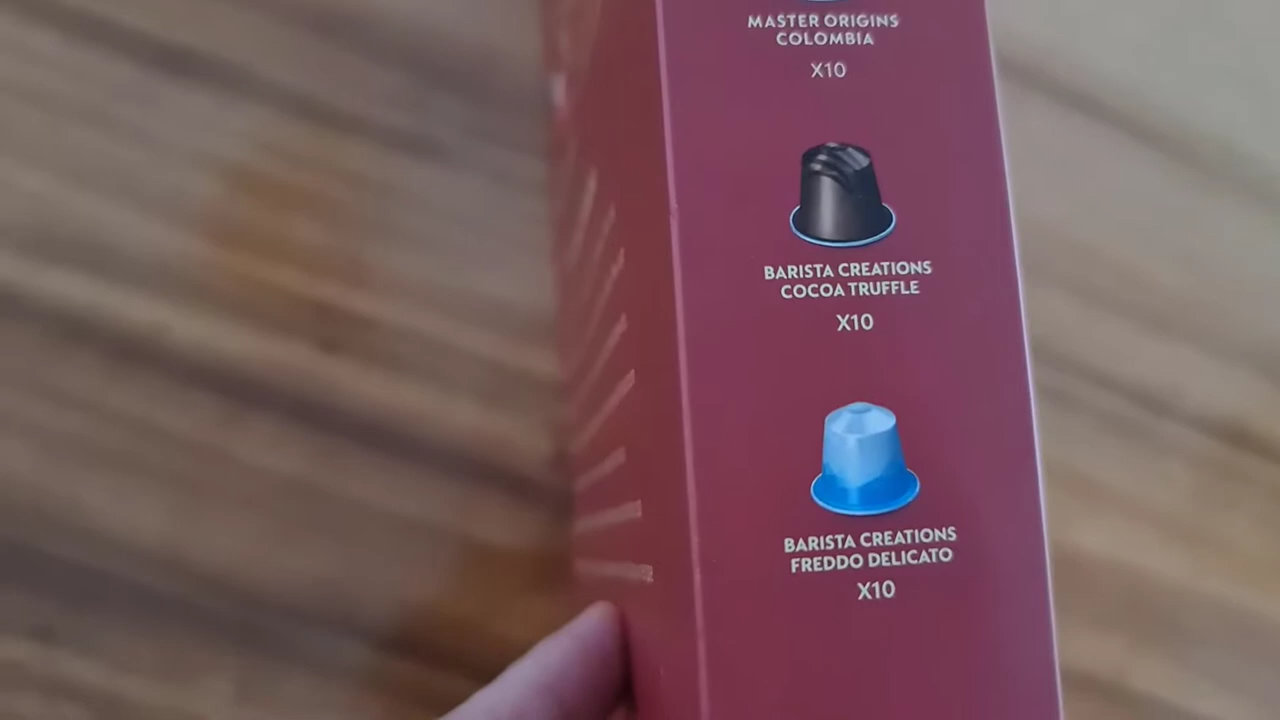 MASTER ORIGINS
COLOMBIA
X10
BARISTA CREATIONS
COCOA TRUFFLE
X10
BARISTA CREATIONS
FREDDO DELICATO
X10